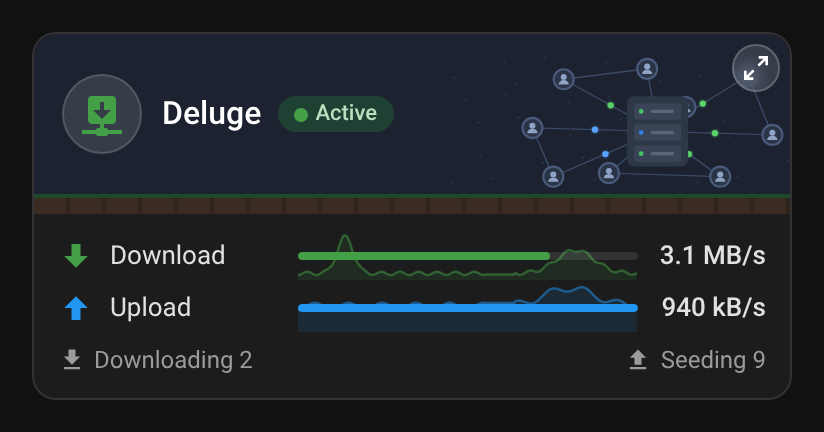 Deluge
Active
Download 3.1 MB/s
Upload 940 kB/s
Downloading 2 Seeding 9